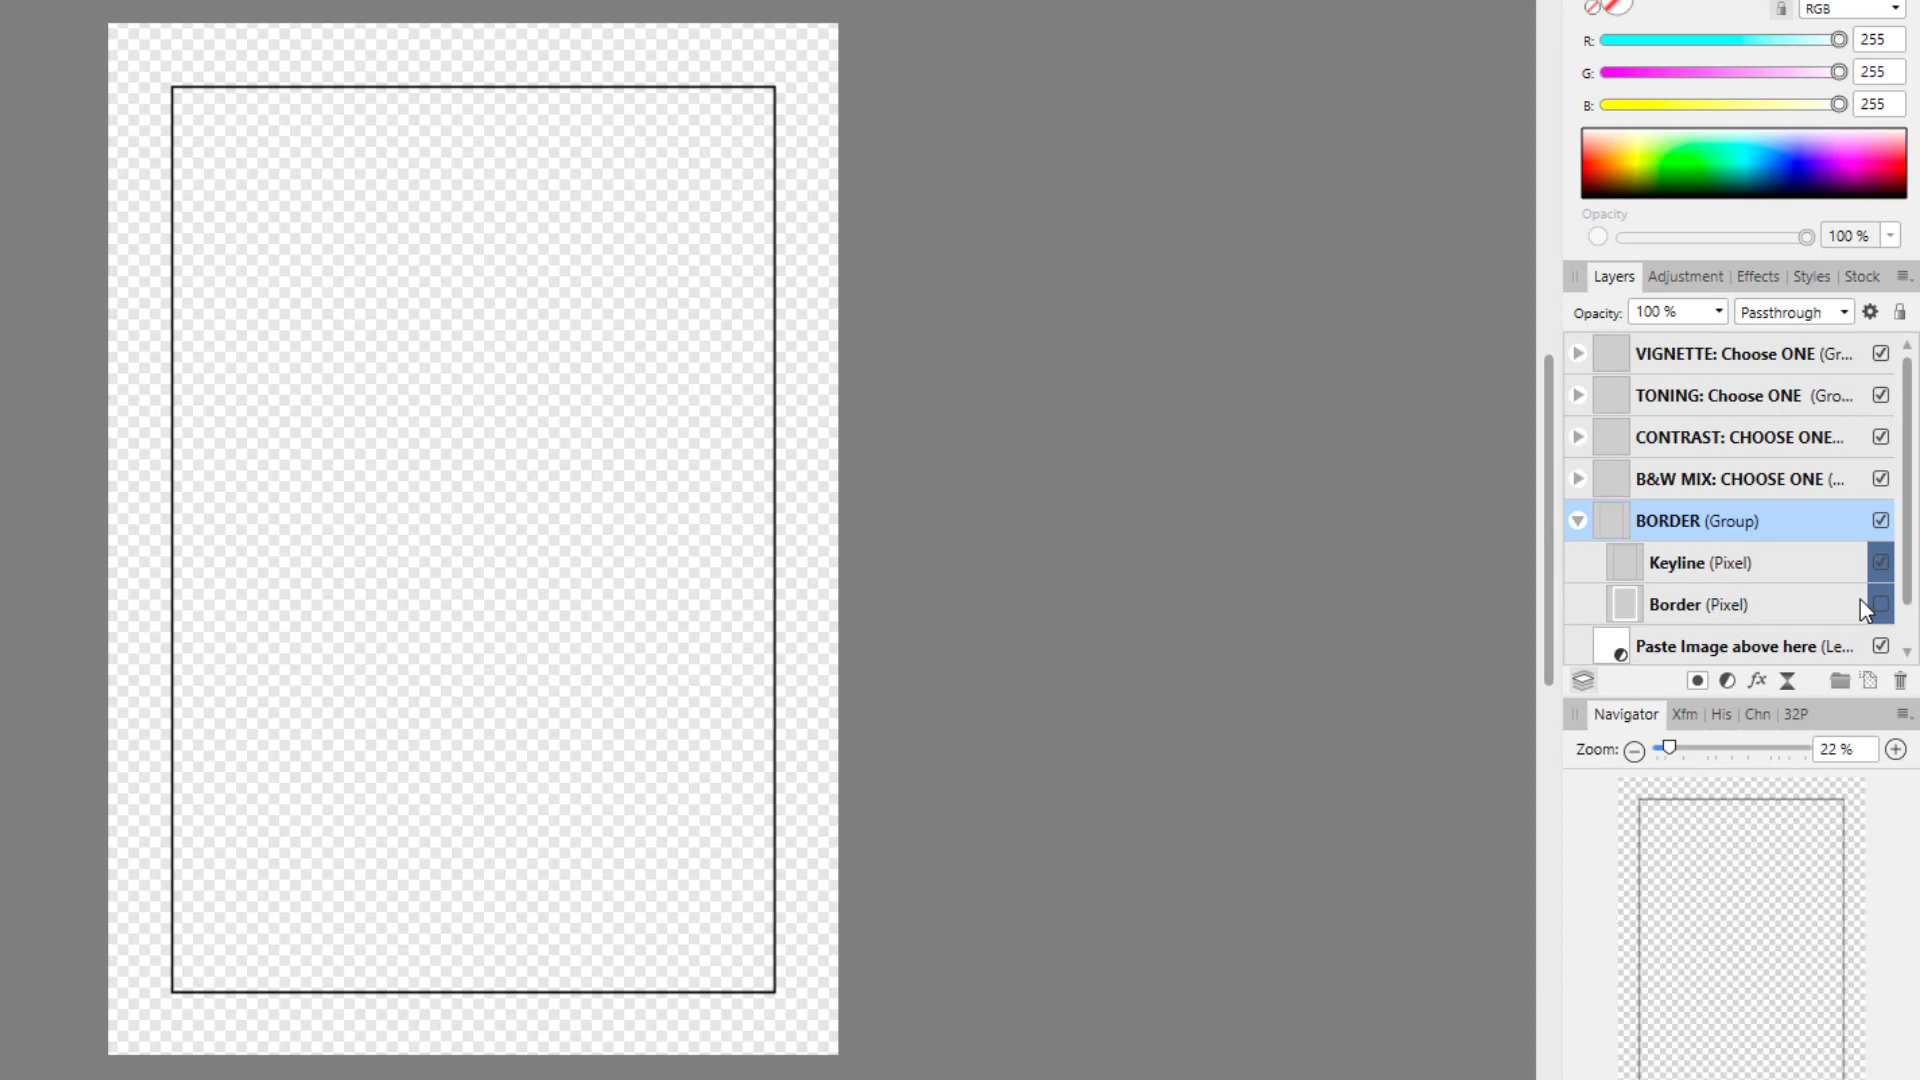 RGB
R: 255
G: 255
B: 255
Opacity
100 %
Layers Adjustment Effects Styles Stock
Opacity: 100 % Passthrough
VIGNETTE: Choose ONE (Gr...
TONING: Choose ONE (Gro...
CONTRAST: CHOOSE ONE...
B&W MIX: CHOOSE ONE (...
BORDER (Group)
Keyline (Pixel)
Border (Pixel)
Paste Image above here (Le...
fx
Navigator Xfm His Chn 32P
Zoom: 22 %